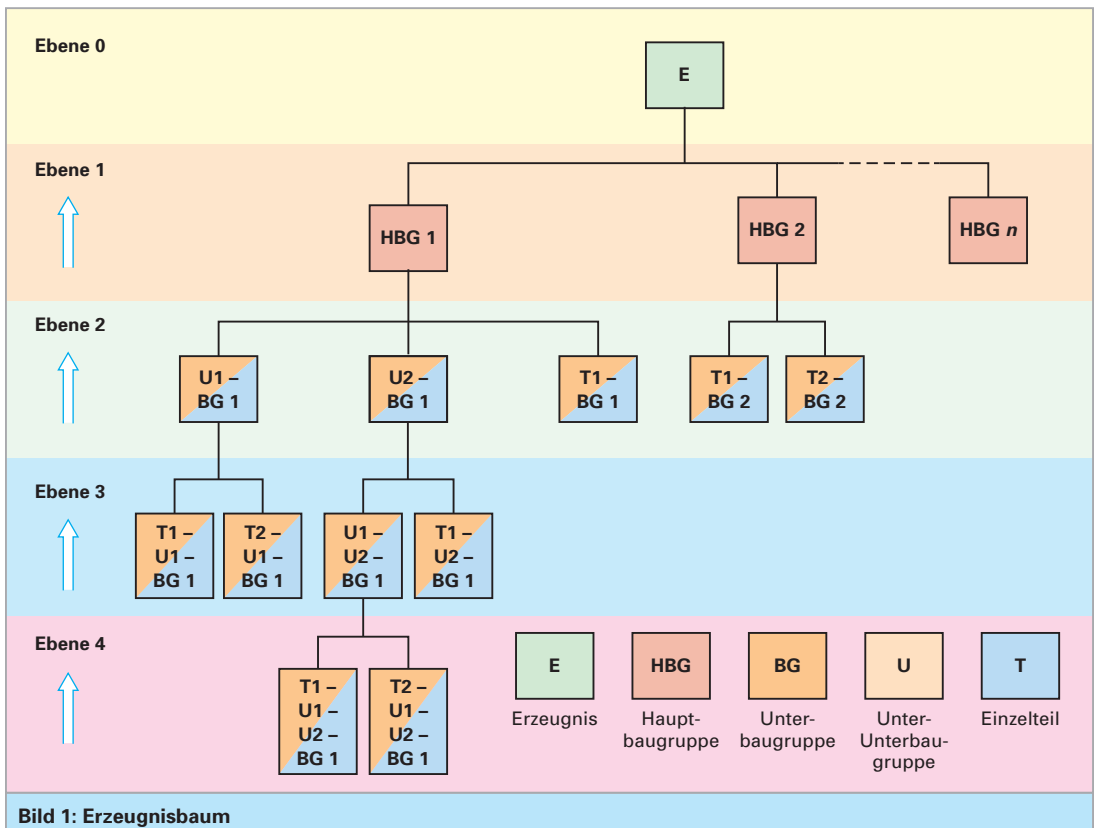 Ebene 0
E
Ebene 1
HBG 1
HBG 2
HBG n
Ebene 2
U1 –
BG 1
U2 –
BG 1
T1 –
BG 1
T1 –
BG 2
T2 –
BG 2
Ebene 3
T1 –
U1 –
BG 1
T2 –
U1 –
BG 1
U1 –
U2 –
BG 1
T1 –
U2 –
BG 1
Ebene 4
T1 –
U1 –
U2 –
BG 1
T2 –
U1 –
U2 –
BG 1
E
Erzeugnis
HBG
Haupt-
baugruppe
BG
Unter-
baugruppe
U
Unter-
Unterbau-
gruppe
T
Einzelteil
Bild 1: Erzeugnisbaum